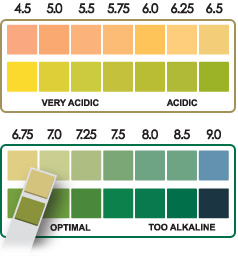 4.5 5.0 5.5 5.75 6.0 6.25 6.5
VERY ACIDIC ACIDIC
6.75 7.0 7.25 7.5 8.0 8.5 9.0
OPTIMAL TOO ALKALINE